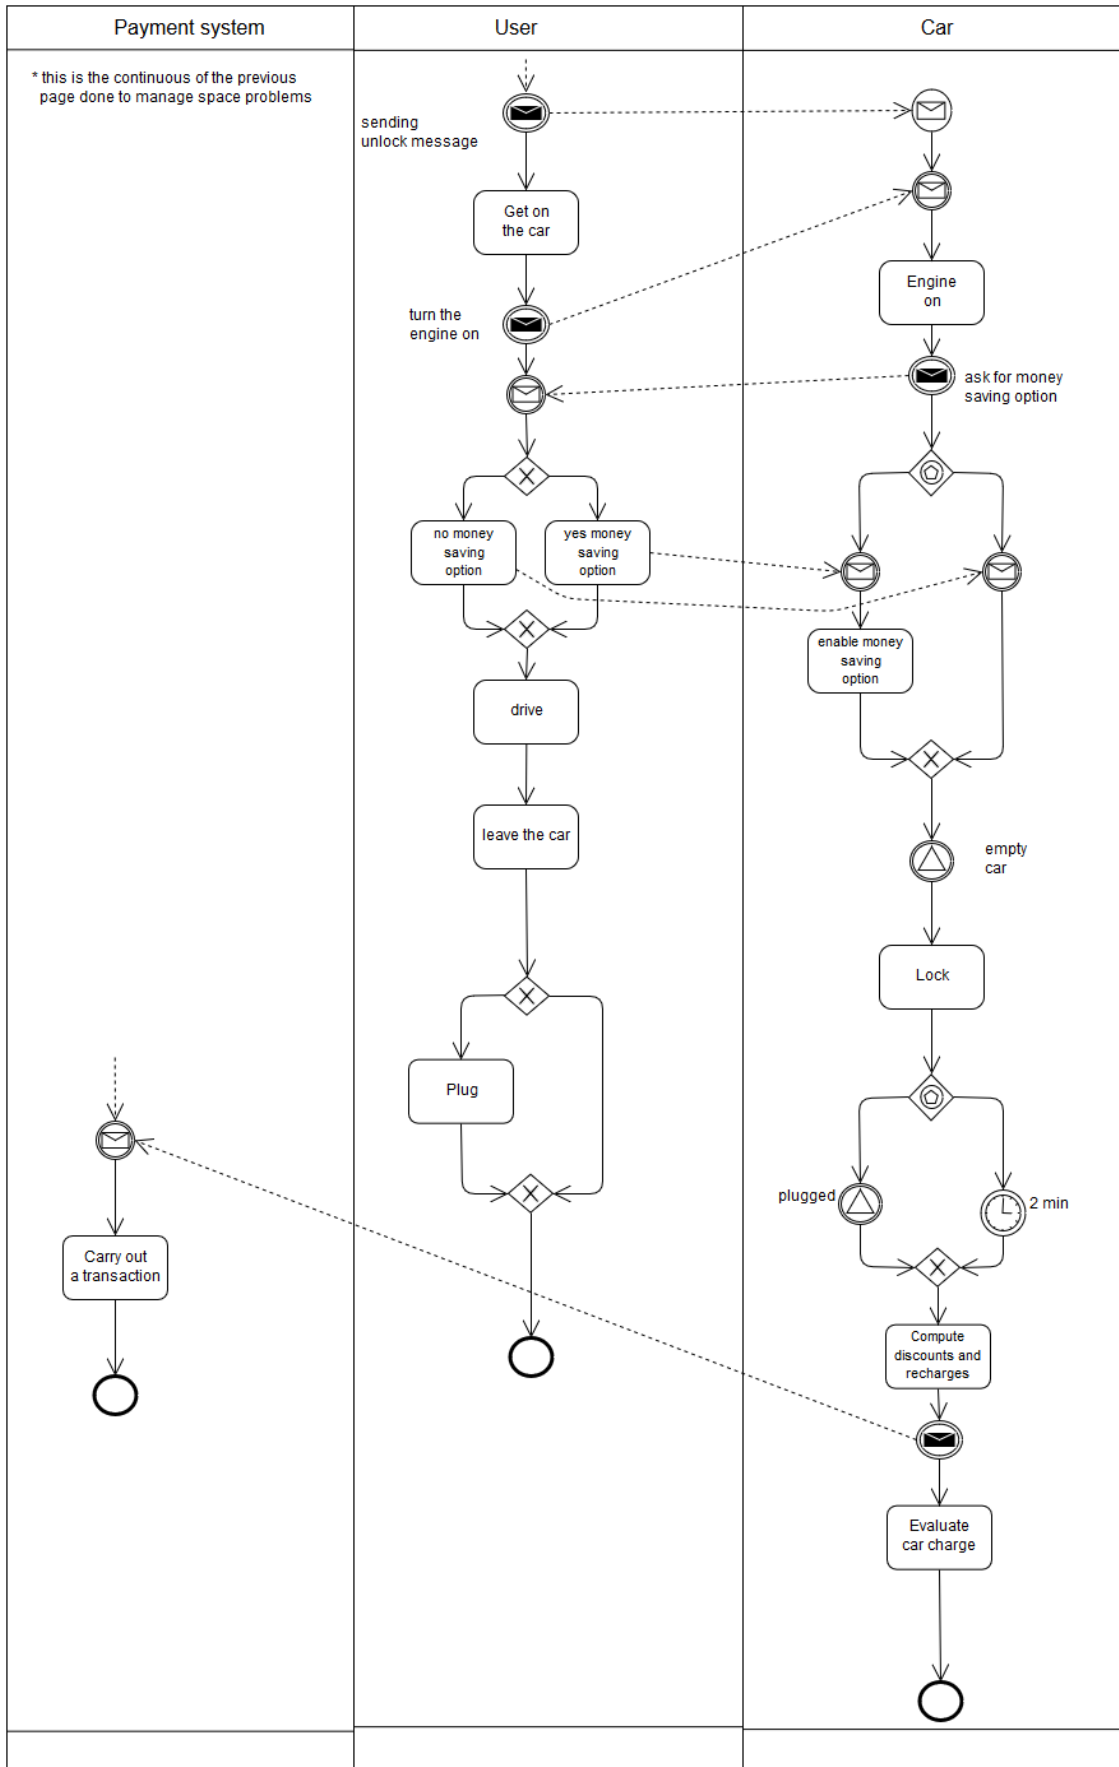 Payment system
User
Car
* this is the continuous of the previous
page done to manage space problems
sending
unlock message
Get on
the car
turn the
engine on
Engine
on
ask for money
saving option
no money
saving
option
yes money
saving
option
enable money
saving
option
drive
leave the car
empty
car
Lock
Plug
plugged
2 min
Carry out
a transaction
Compute
discounts and
recharges
Evaluate
car charge